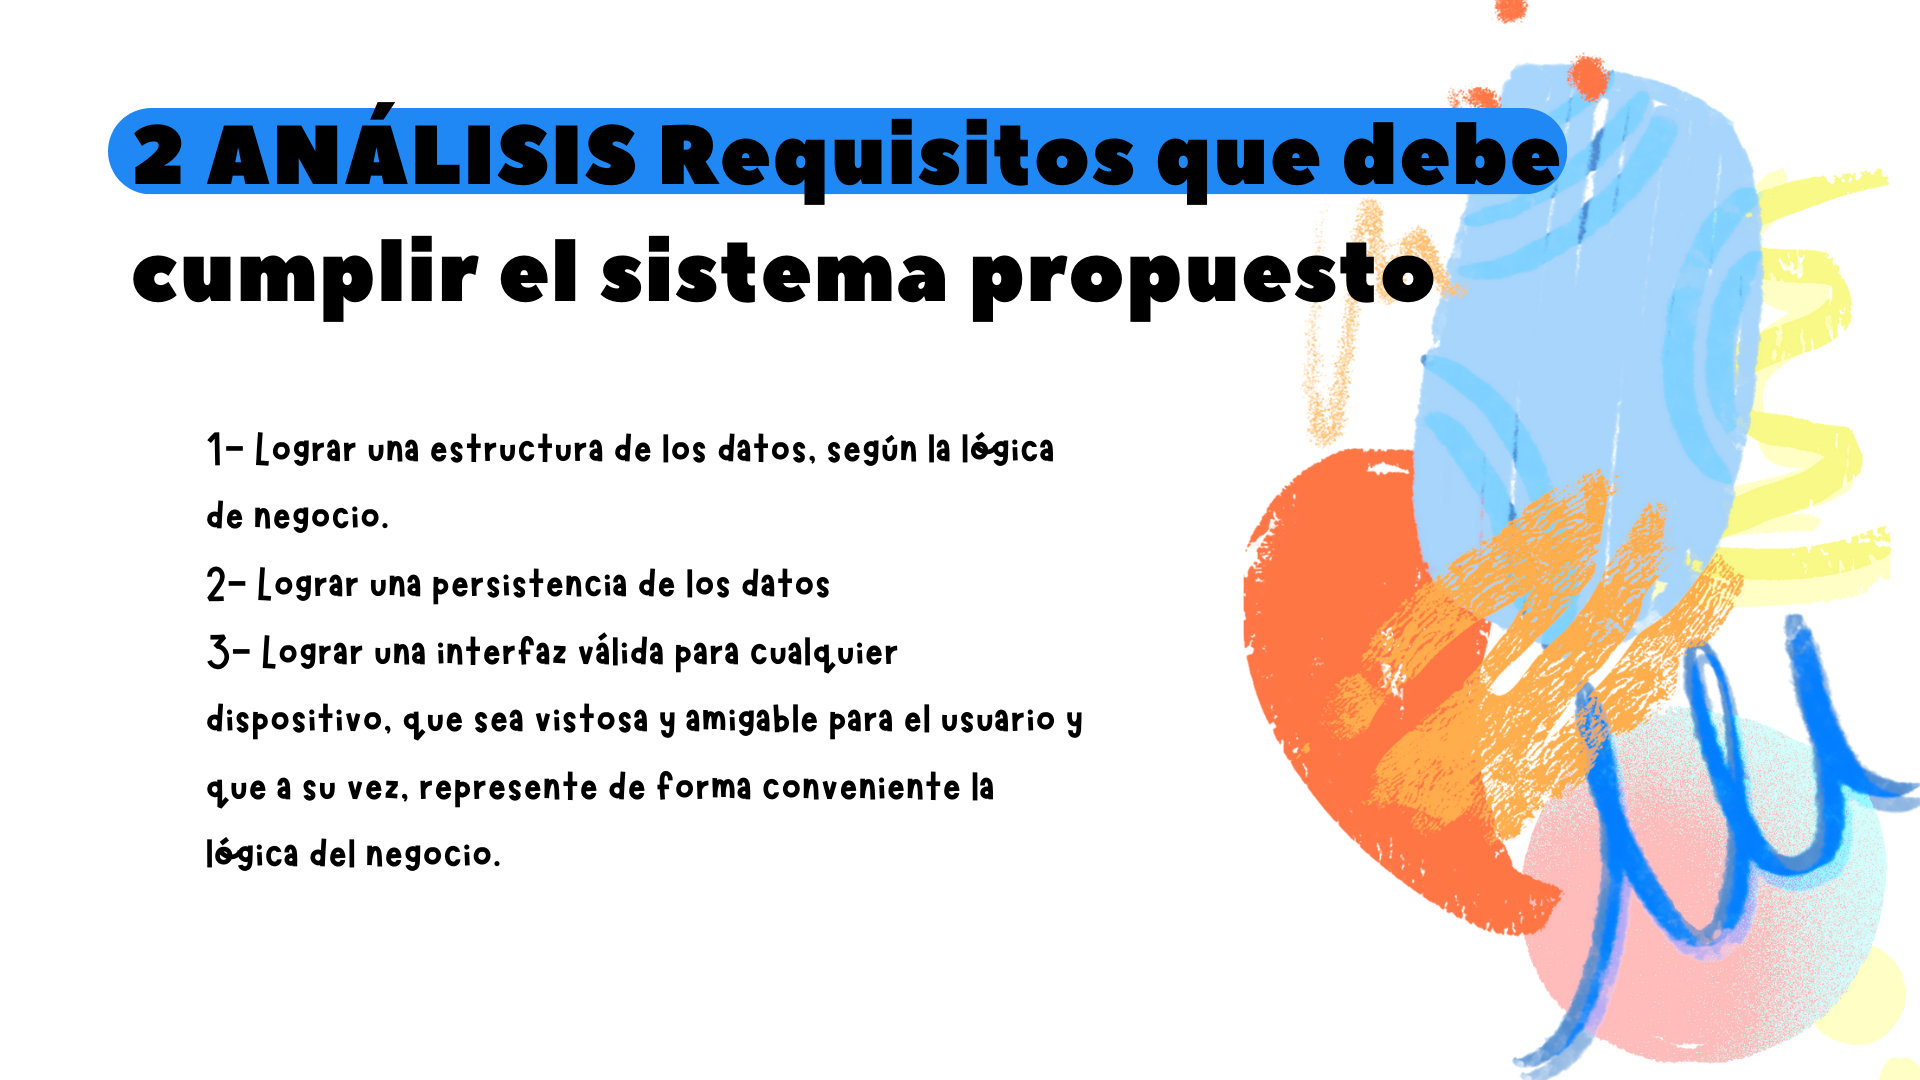 2 ANÁLISIS Requisitos que debe
cumplir el sistema propuesto
1- Lograr una estructura de los datos, según la lógica
de negocio.
2- Lograr una persistencia de los datos
3- Lograr una interfaz válida para cualquier
dispositivo, que sea vistosa y amigable para el usuario y
que a su vez, represente de forma conveniente la
lógica del negocio.